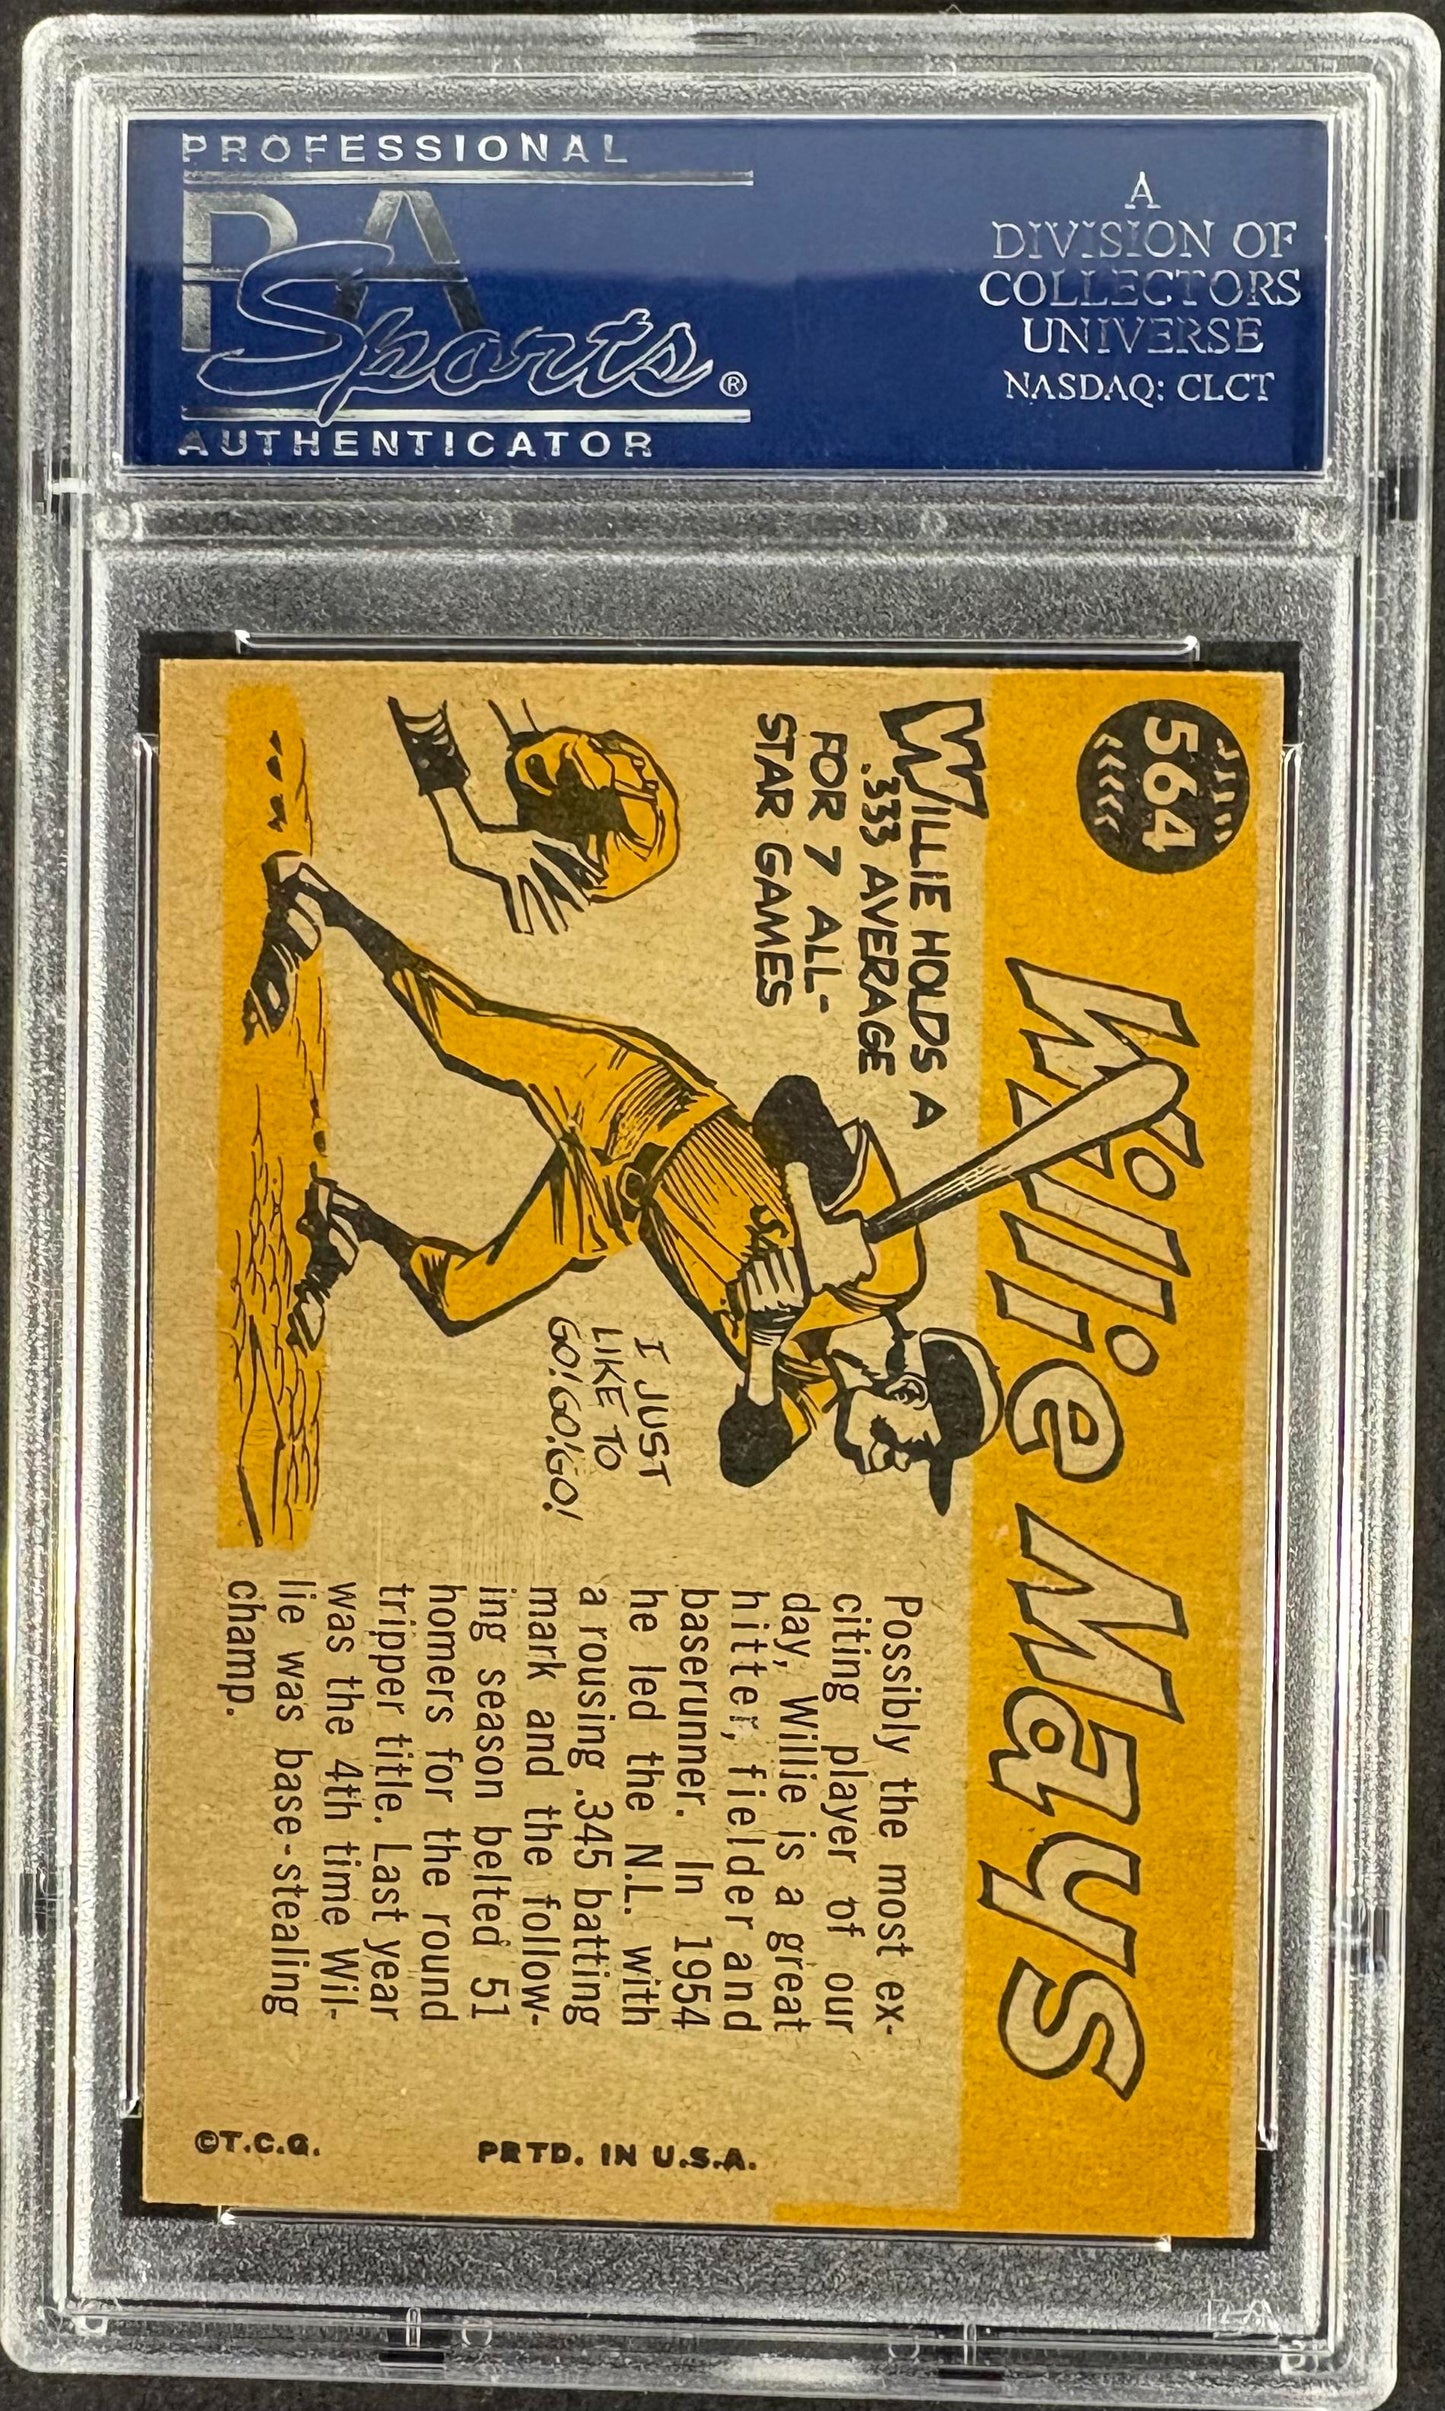 PROFESSIONAL
PSA
Sports®
AUTHENTICATOR
A
DIVISION OF
COLLECTORS
UNIVERSE
NASDAQ: CLCT
564
Willie Mays
WILLIE HOLDS A
.333 AVERAGE
FOR 7 ALL-
STAR GAMES
I JUST
LIKE TO
GO! GO! GO!
Possibly the most ex-
citing player of our
day, Willie is a great
hitter, fielder and
baserunner. In 1954
he led the N.L. with
a rousing .345 batting
mark and the follow-
ing season belted 51
homers for the round
tripper title. Last year
was the 4th time Wil-
lie was base-stealing
champ.
©T.C.G.
PRTD. IN U.S.A.